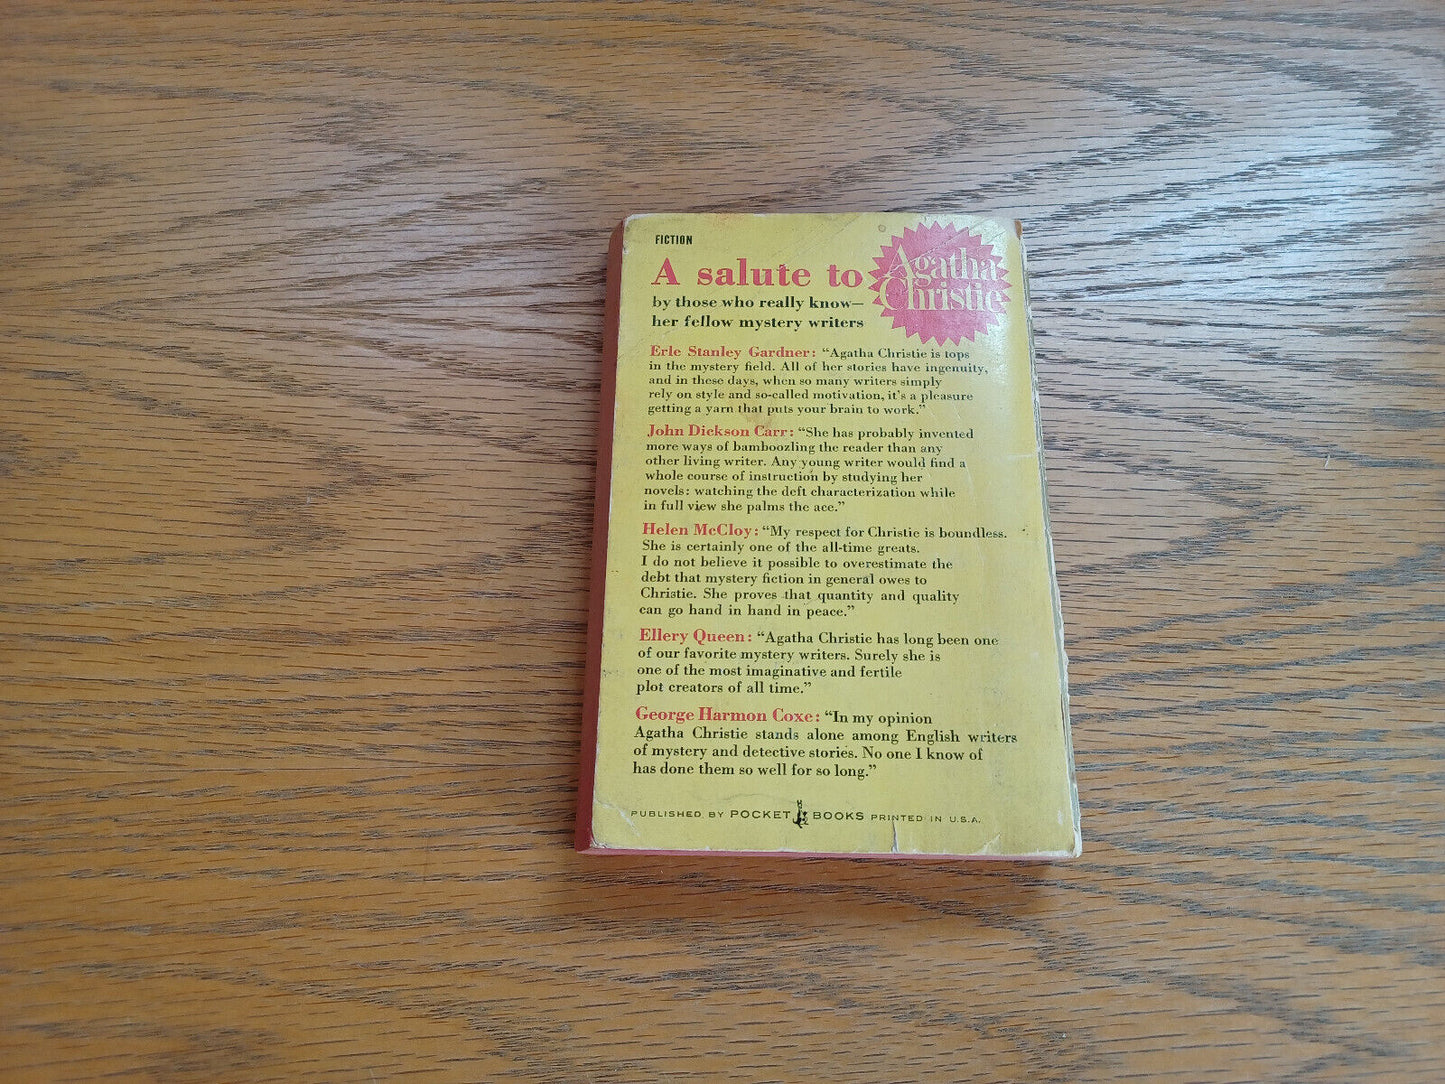 FICTION
A salute to Agatha Christie
by those who really know—
her fellow mystery writers
Erle Stanley Gardner: “Agatha Christie is tops
in the mystery field. All of her stories have ingenuity,
and in these days, when so many writers simply
rely on style and so-called motivation, it’s a pleasure
getting a yarn that puts your brain to work.”
John Dickson Carr: “She has probably invented
more ways of bamboozling the reader than any
other living writer. Any young writer would find a
whole course of instruction by studying her
novels: watching the deft characterization while
in full view she palms the ace.”
Helen McCloy: “My respect for Christie is boundless.
She is certainly one of the all-time greats.
I do not believe it possible to overestimate the
debt that mystery fiction in general owes to
Christie. She proves that quantity and quality
can go hand in hand in peace.”
Ellery Queen: “Agatha Christie has long been one
of our favorite mystery writers. Surely she is
one of the most imaginative and fertile
plot creators of all time.”
George Harmon Coxe: “In my opinion
Agatha Christie stands alone among English writers
of mystery and detective stories. No one I know of
has done them so well for so long.”
PUBLISHED BY POCKET BOOKS PRINTED IN U.S.A.